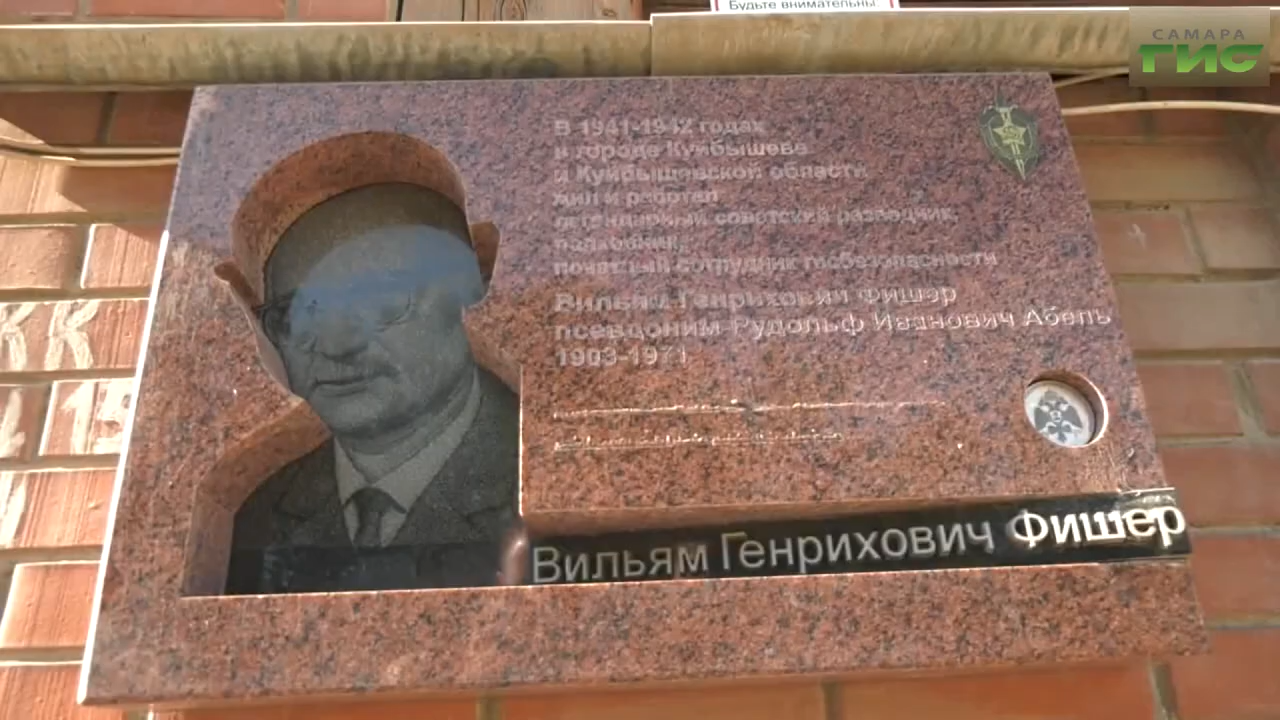 Будьте внимательны!
САМАРА
ГИС
В 1941-1942 годах
в городе Куйбышеве
и Куйбышевской области
жил и работал
легендарный советский разведчик,
полковник,
почетный сотрудник госбезопасности
Вильям Генрихович Фишер
псевдоним Рудольф Иванович Абель
1903-1971
Вильям Генрихович Фишер